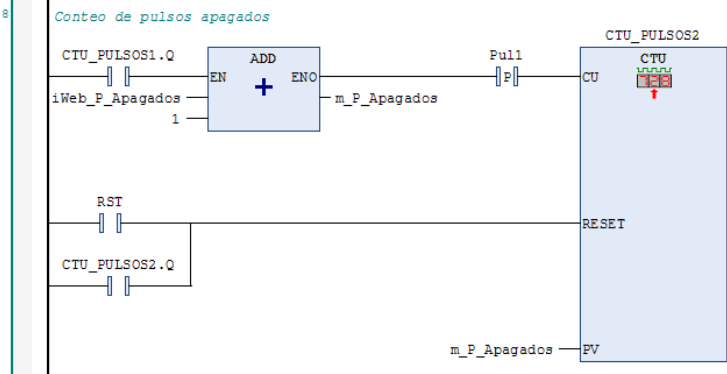 8
Conteo de pulsos apagados
CTU_PULSOS2
CTU_PULSOS1.Q
ADD
Pul1
CTU
EN
ENO
P
CU
728
iWeb_P_Apagados
+
m_P_Apagados
1
RST
RESET
CTU_PULSOS2.Q
m_P_Apagados
PV